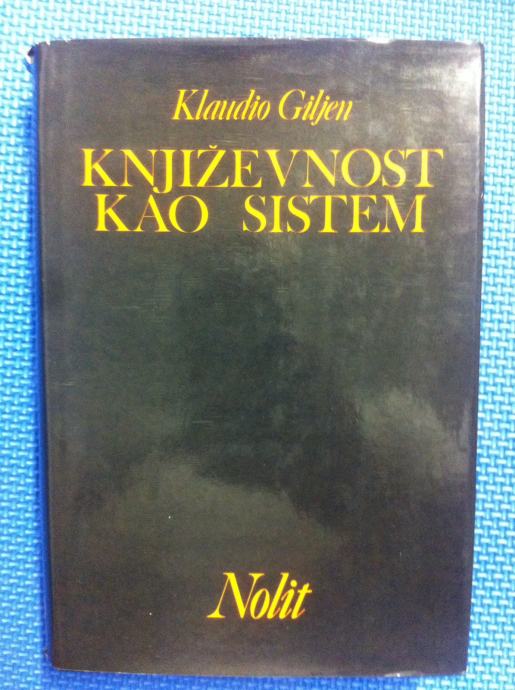 Klaudio Giljen
KNJIŽEVNOST
KAO SISTEM
Nolit